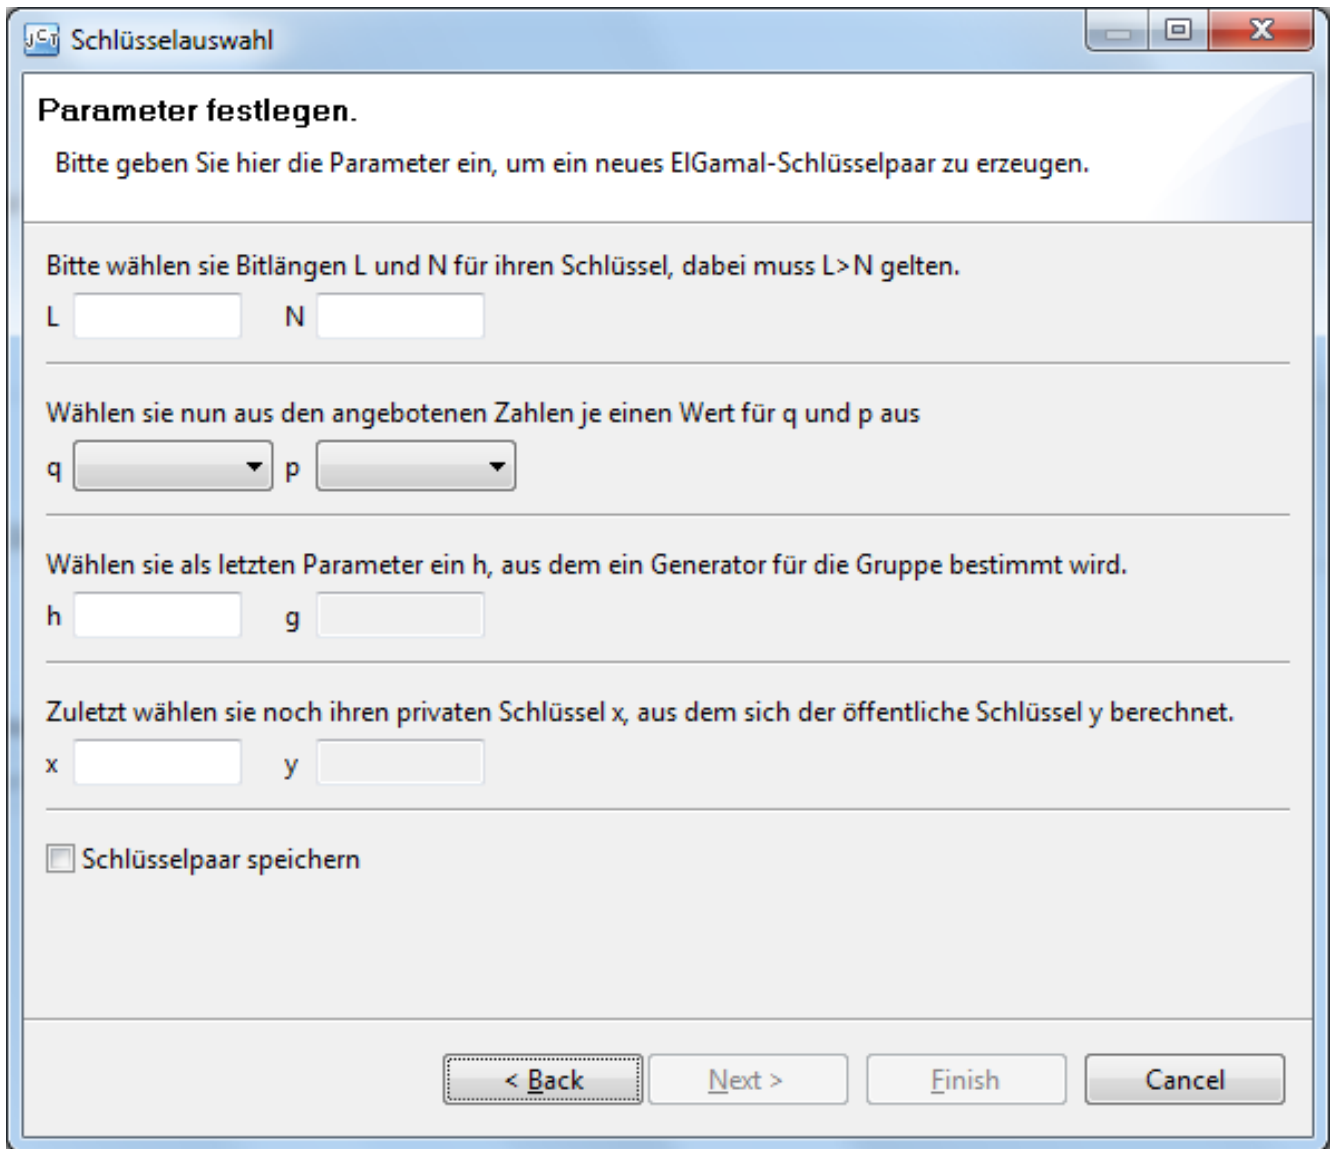 JCT Schlüsselauswahl
Parameter festlegen.
Bitte geben Sie hier die Parameter ein, um ein neues ElGamal-Schlüsselpaar zu erzeugen.
Bitte wählen sie Bitlängen L und N für ihren Schlüssel, dabei muss L>N gelten.
L N
Wählen sie nun aus den angebotenen Zahlen je einen Wert für q und p aus
q p
Wählen sie als letzten Parameter ein h, aus dem ein Generator für die Gruppe bestimmt wird.
h g
Zuletzt wählen sie noch ihren privaten Schlüssel x, aus dem sich der öffentliche Schlüssel y berechnet.
x y
Schlüsselpaar speichern
< Back Next > Finish Cancel